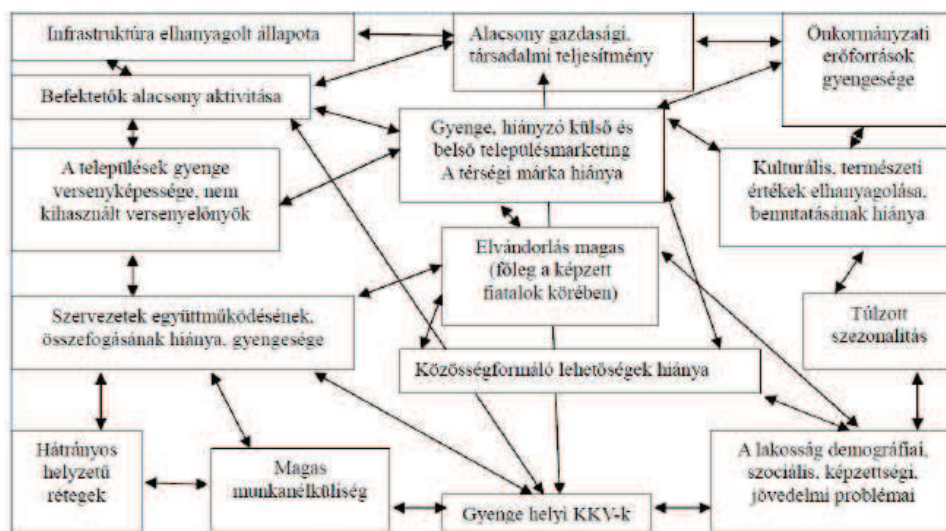 Infrastruktúra elhanyagolt állapota
Alacsony gazdasági,
társadalmi teljesítmény
Önkormányzati
erőforrások
gyengesége
Befektetők alacsony aktivitása
Gyenge, hiányzó külső és
belső településmarketing
A térségi márka hiánya
A települések gyenge
versenyképessége, nem
kihasznált versenyelőnyök
Kulturális, természeti
értékek elhanyagolása,
bemutatásának hiánya
Elvándorlás magas
(főleg a képzett
fiatalok körében)
Szervezetek együttműködésének,
összefogásának hiánya, gyengesége
Túlzott
szezonalitás
Közösségformáló lehetőségek hiánya
Hátrányos
helyzetű
rétegek
Magas
munkanélküliség
Gyenge helyi KKV-k
A lakosság demográfiai,
szociális, képzettségi,
jövedelmi problémái